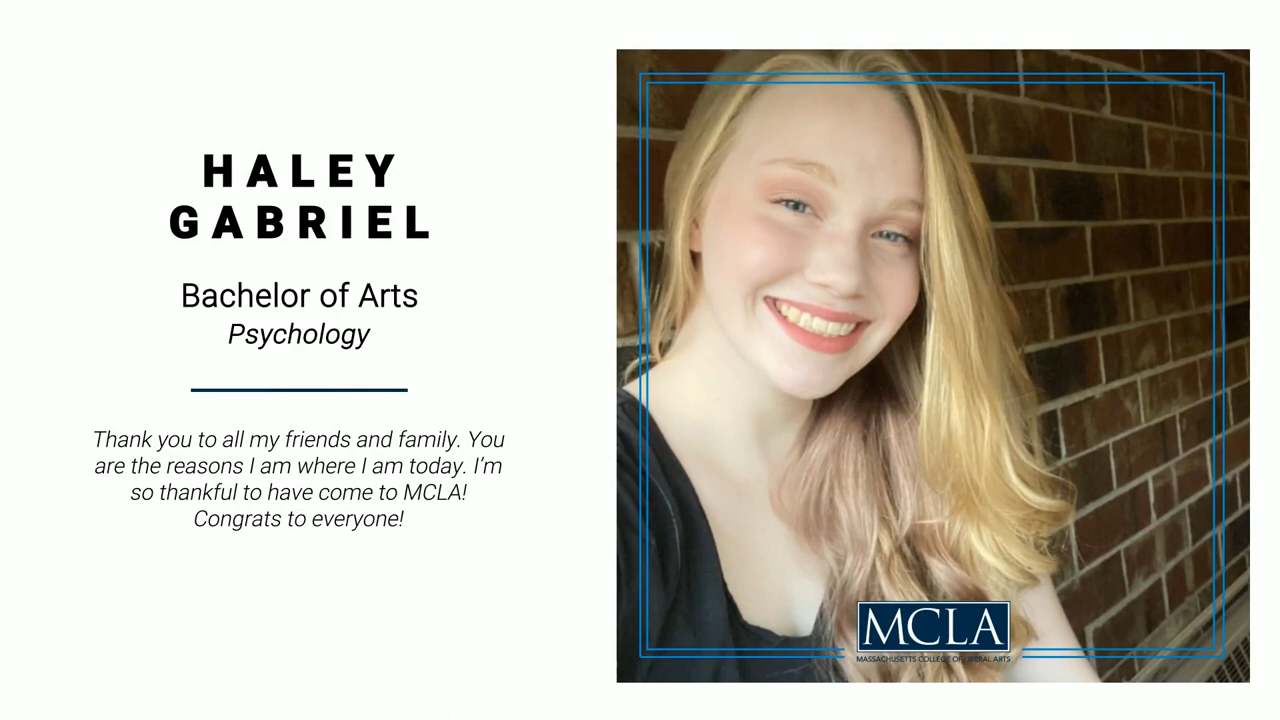 HALEY
GABRIEL
Bachelor of Arts
Psychology
Thank you to all my friends and family. You
are the reasons I am where I am today. I’m
so thankful to have come to MCLA!
Congrats to everyone!
MCLA
MASSACHUSETTS COLLEGE OF LIBERAL ARTS